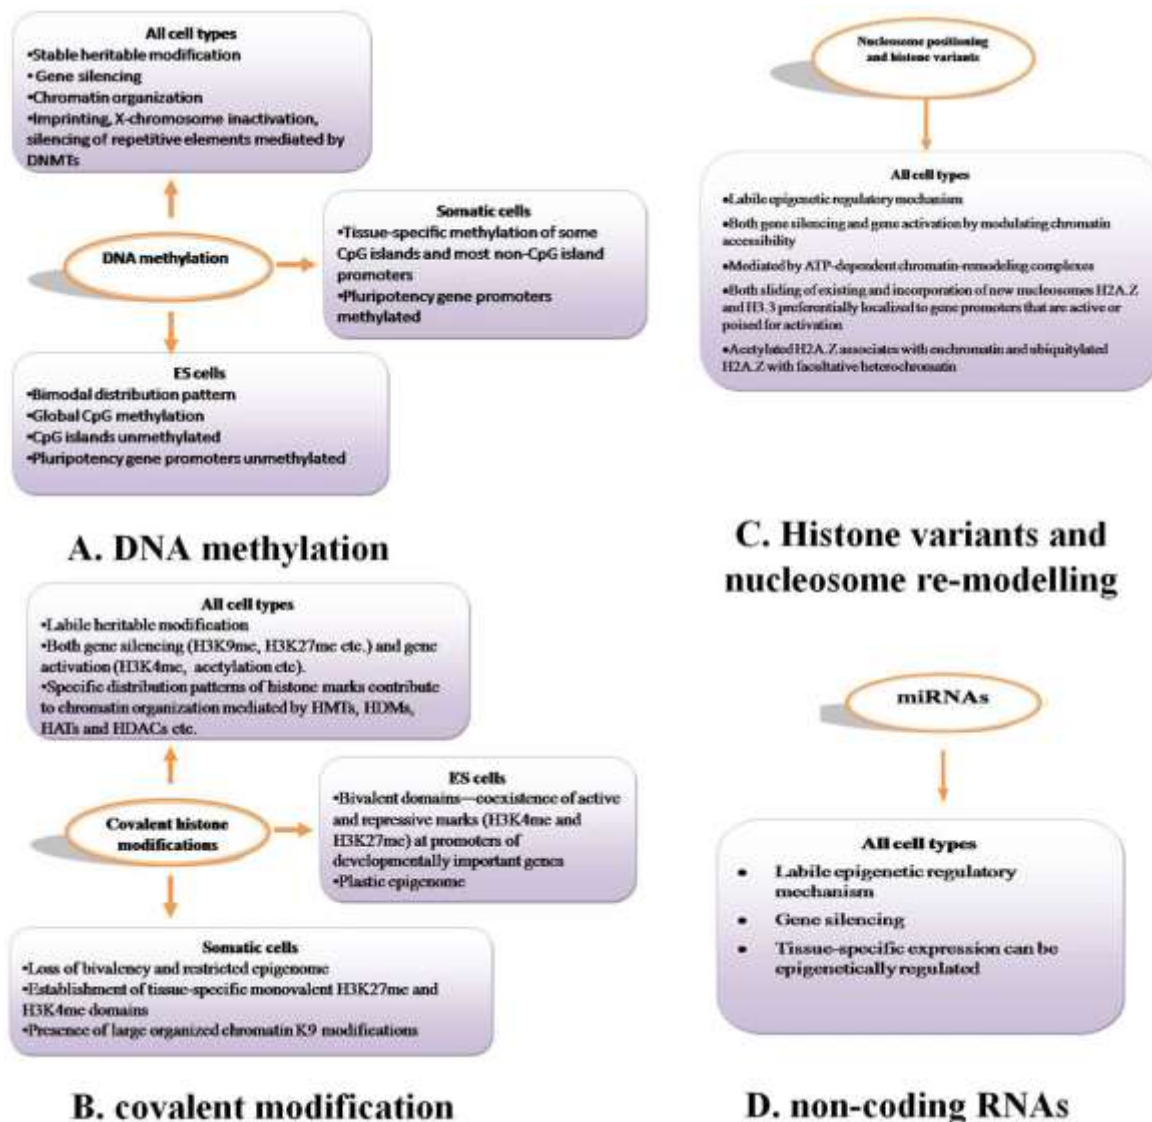 All cell types
•Stable heritable modification
• Gene silencing
•Chromatin organization
•Imprinting, X-chromosome inactivation,
silencing of repetitive elements mediated by
DNMTs
DNA methylation
Somatic cells
•Tissue-specific methylation of some
CpG islands and most non-CpG island
promoters
•Pluripotency gene promoters
methylated
ES cells
•Bimodal distribution pattern
•Global CpG methylation
•CpG islands unmethylated
•Pluripotency gene promoters unmethylated
A. DNA methylation
All cell types
•Labile heritable modification
•Both gene silencing (H3K9me, H3K27me etc.) and gene
activation (H3K4me, acetylation etc).
•Specific distribution patterns of histone marks contribute
to chromatin organization mediated by HMTs, HDMs,
HATs and HDACs etc.
Covalent histone
modifications
ES cells
•Bivalent domains—coexistence of active
and repressive marks (H3K4me and
H3K27me) at promoters of
developmentally important genes
•Plastic epigenome
Somatic cells
•Loss of bivalency and restricted epigenome
•Establishment of tissue-specific monovalent H3K27me and
H3K4me domains
•Presence of large organized chromatin K9 modifications
B. covalent modification
Nucleosome positioning
and histone variants
All cell types
•Labile epigenetic regulatory mechanism
•Both gene silencing and gene activation by modulating chromatin
accessibility
•Mediated by ATP-dependent chromatin-remodeling complexes
•Both sliding of existing and incorporation of new nucleosomes H2A.Z
and H3.3 preferentially localized to gene promoters that are active or
poised for activation
•Acetylated H2A.Z associates with euchromatin and ubiquitylated
H2A.Z with facultative heterochromatin
C. Histone variants and
nucleosome re-modelling
miRNAs
All cell types
• Labile epigenetic regulatory
mechanism
• Gene silencing
• Tissue-specific expression can be
epigenetically regulated
D. non-coding RNAs